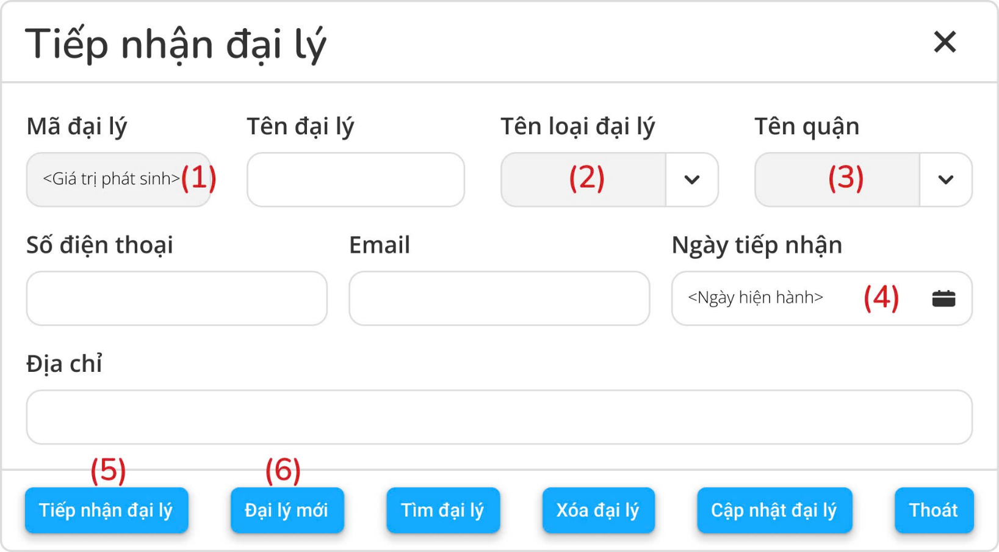 Tiếp nhận đại lý
Mã đại lý Tên đại lý Tên loại đại lý Tên quận
<Giá trị phát sinh>(1) (2) (3)
Số điện thoại Email Ngày tiếp nhận
<Ngày hiện hành> (4)
Địa chỉ
(5) (6)
Tiếp nhận đại lý Đại lý mới Tìm đại lý Xóa đại lý Cập nhật đại lý Thoát